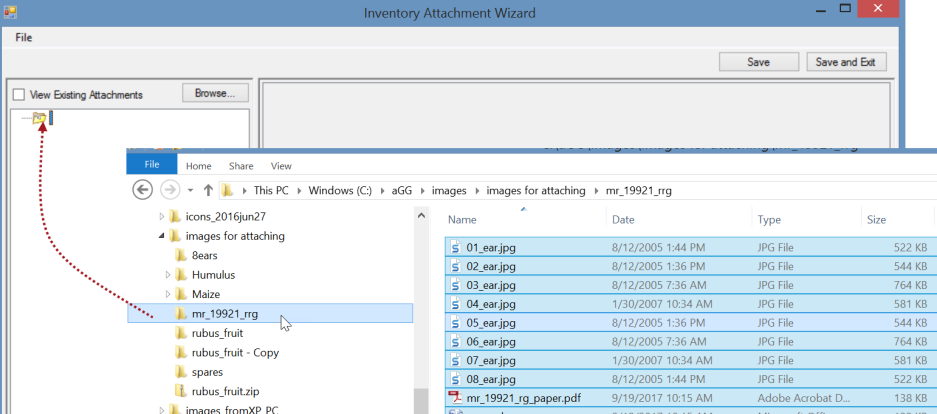 Inventory Attachment Wizard
File
Save Save and Exit
View Existing Attachments Browse...
File Home Share View
This PC Windows (C:) aGG images images for attaching mr_19921_rrg
icons_2016jun27
images for attaching
8ears
Humulus
Maize
mr_19921_rrg
rubus_fruit
rubus_fruit - Copy
spares
rubus_fruit.zip
images_fromXP_PC
Name Date Type Size
01_ear.jpg 8/12/2005 1:44 PM JPG File 522 KB
02_ear.jpg 8/12/2005 1:36 PM JPG File 544 KB
03_ear.jpg 8/12/2005 7:36 AM JPG File 764 KB
04_ear.jpg 1/30/2007 10:34 AM JPG File 581 KB
05_ear.jpg 8/12/2005 1:36 PM JPG File 544 KB
06_ear.jpg 8/12/2005 7:36 AM JPG File 764 KB
07_ear.jpg 1/30/2007 10:34 AM JPG File 581 KB
08_ear.jpg 8/12/2005 1:44 PM JPG File 522 KB
mr_19921_rg_paper.pdf 9/19/2017 10:15 AM Adobe Acrobat D... 138 KB